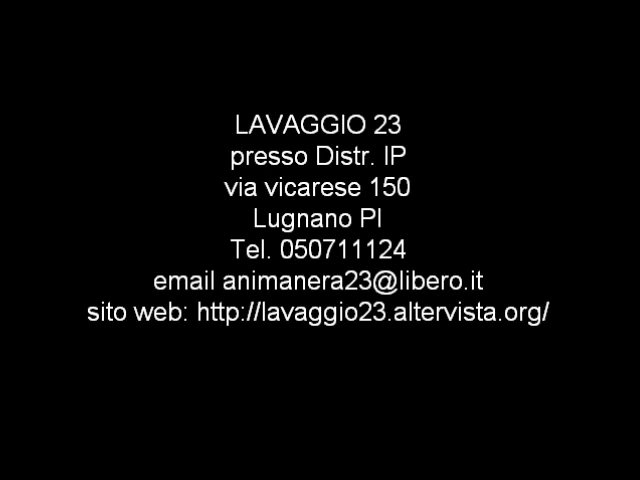 LAVAGGIO 23
presso Distr. IP
via vicarese 150
Lugnano PI
Tel. 050711124
email animanera23@libero.it
sito web: http://lavaggio23.altervista.org/